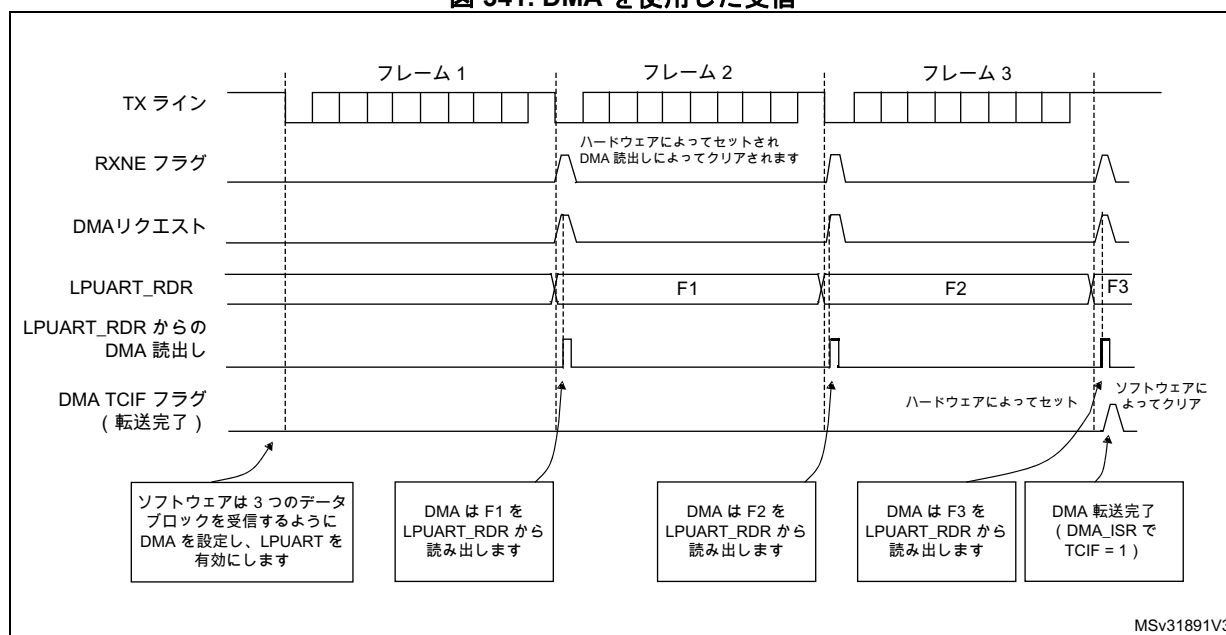 図 341. DMA を使用した受信
フレーム 1
フレーム 2
フレーム 3
TX ライン
ハードウェアによってセットされ
DMA 読出しによってクリアされます
RXNE フラグ
DMAリクエスト
LPUART_RDR
F1
F2
F3
LPUART_RDR からの
DMA 読出し
DMA TCIF フラグ
( 転送完了 )
ハードウェアによってセット
ソフトウェアに
よってクリア
ソフトウェアは 3 つのデータ
ブロックを受信するように
DMA を設定し、LPUART を
有効にします
DMA は F1 を
LPUART_RDR から
読み出します
DMA は F2 を
LPUART_RDR から
読み出します
DMA は F3 を
LPUART_RDR から
読み出します
DMA 転送完了
( DMA_ISR で
TCIF = 1 )
MSv31891V3